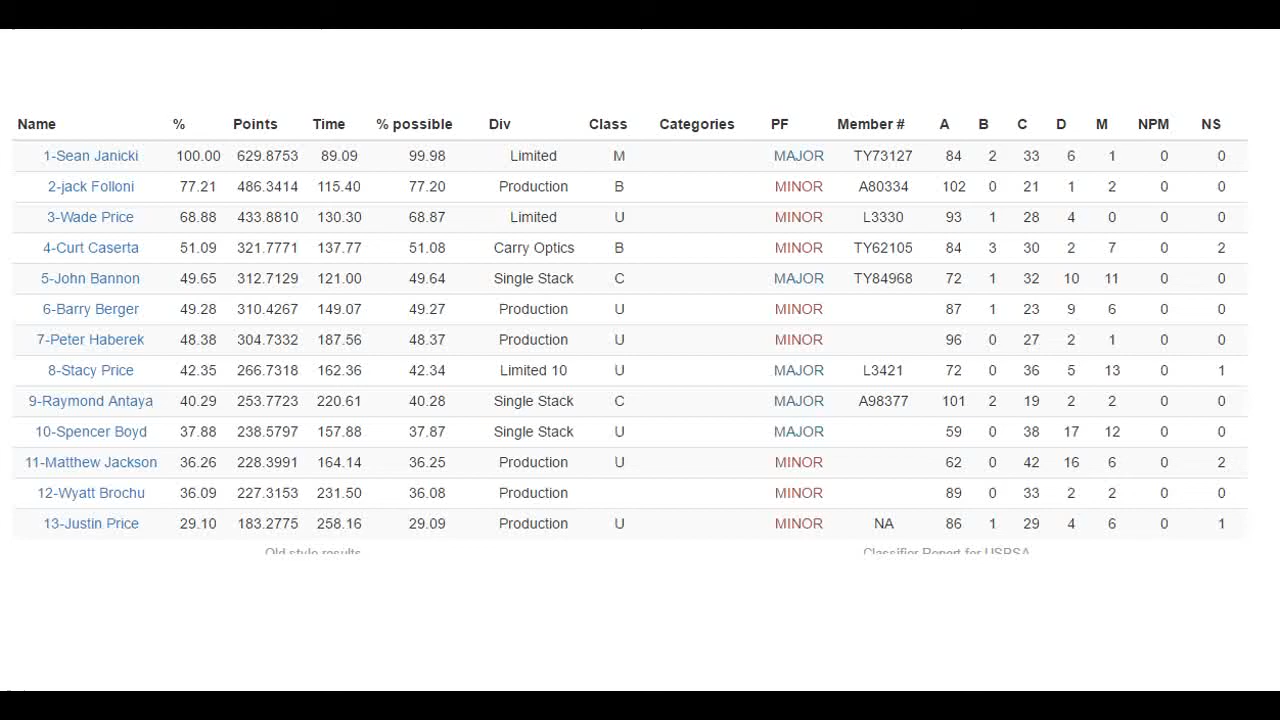 Name % Points Time % possible Div Class Categories PF Member # A B C D M NPM NS
1-Sean Janicki 100.00 629.8753 89.09 99.98 Limited M MAJOR TY73127 84 2 33 6 1 0 0
2-jack Folloni 77.21 486.3414 115.40 77.20 Production B MINOR A80334 102 0 21 1 2 0 0
3-Wade Price 68.88 433.8810 130.30 68.87 Limited U MINOR L3330 93 1 28 4 0 0 0
4-Curt Caserta 51.09 321.7771 137.77 51.08 Carry Optics B MINOR TY62105 84 3 30 2 7 0 2
5-John Bannon 49.65 312.7129 121.00 49.64 Single Stack C MAJOR TY84968 72 1 32 10 11 0 0
6-Barry Berger 49.28 310.4267 149.07 49.27 Production U MINOR 87 1 23 9 6 0 0
7-Peter Haberek 48.38 304.7332 187.56 48.37 Production U MINOR 96 0 27 2 1 0 0
8-Stacy Price 42.35 266.7318 162.36 42.34 Limited 10 U MAJOR L3421 72 0 36 5 13 0 1
9-Raymond Antaya 40.29 253.7723 220.61 40.28 Single Stack C MAJOR A98377 101 2 19 2 2 0 0
10-Spencer Boyd 37.88 238.5797 157.88 37.87 Single Stack U MAJOR 59 0 38 17 12 0 0
11-Matthew Jackson 36.26 228.3991 164.14 36.25 Production U MINOR 62 0 42 16 6 0 2
12-Wyatt Brochu 36.09 227.3153 231.50 36.08 Production MINOR 89 0 33 2 2 0 0
13-Justin Price 29.10 183.2775 258.16 29.09 Production U MINOR NA 86 1 29 4 6 0 1
Old style results Classifier Report for USPSA